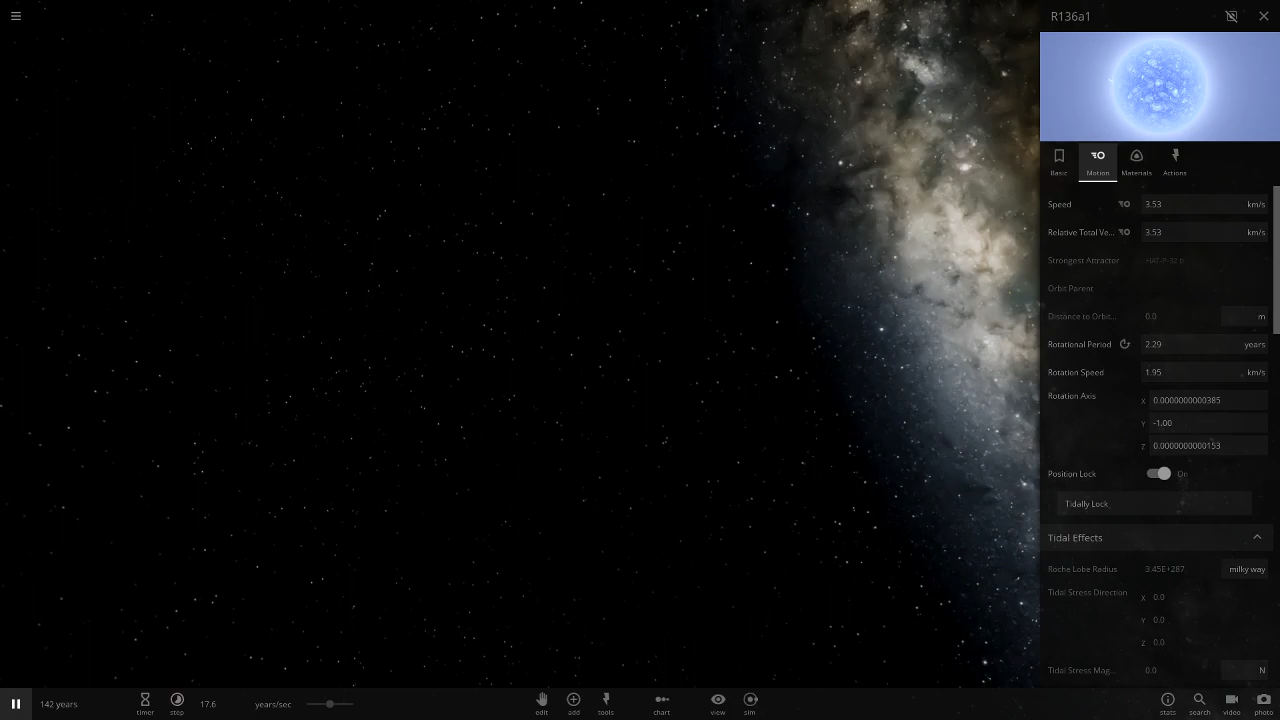 R136a1
Basic Motion Materials Actions
Speed 3.53 km/s
Relative Total Ve... 3.53 km/s
Strongest Attractor HAT-P-32 b
Orbit Parent
Distance to Orbit... 0.0 m
Rotational Period 2.29 years
Rotation Speed 1.95 km/s
Rotation Axis X 0.0000000000385
Y -1.00
Z 0.0000000000153
Position Lock On
Tidally Lock
Tidal Effects
Roche Lobe Radius 3.45E+287 milky way
Tidal Stress Direction X 0.0
Y 0.0
Z 0.0
Tidal Stress Mag... 0.0 N
142 years timer step 17.6 years/sec edit add tools chart view sim stats search video photo